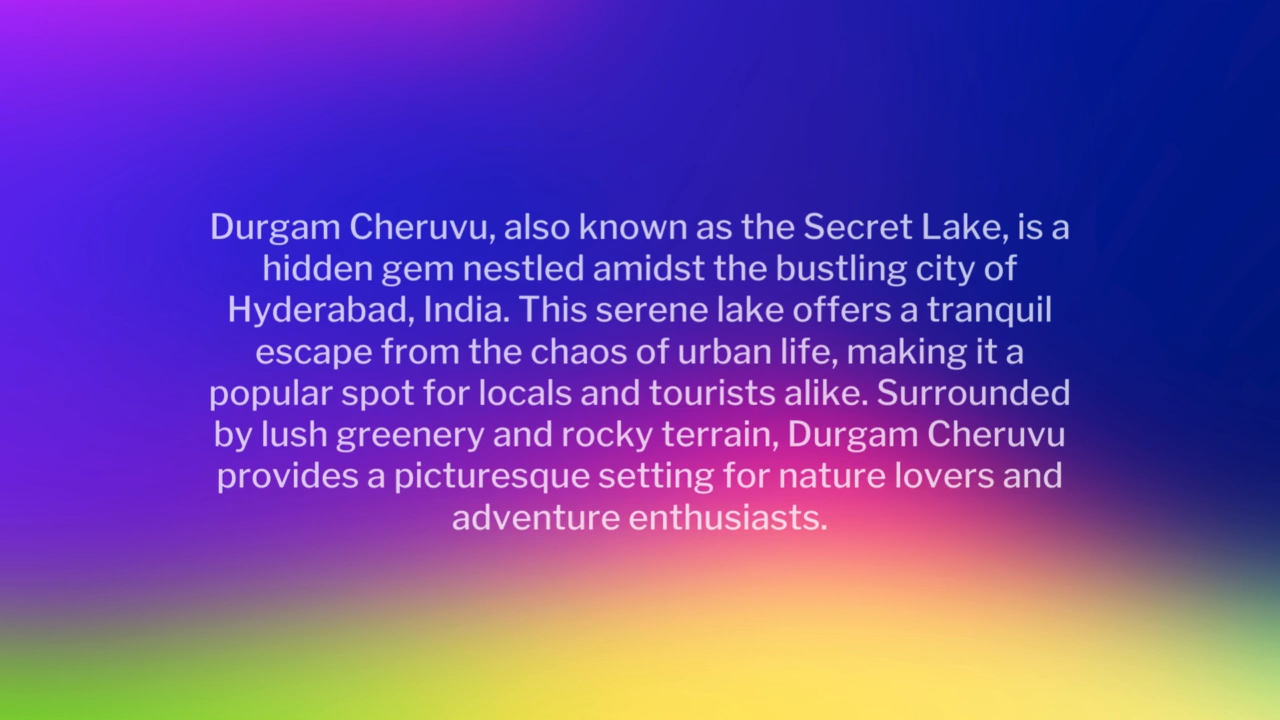 Durgam Cheruvu, also known as the Secret Lake, is a
hidden gem nestled amidst the bustling city of
Hyderabad, India. This serene lake offers a tranquil
escape from the chaos of urban life, making it a
popular spot for locals and tourists alike. Surrounded
by lush greenery and rocky terrain, Durgam Cheruvu
provides a picturesque setting for nature lovers and
adventure enthusiasts.